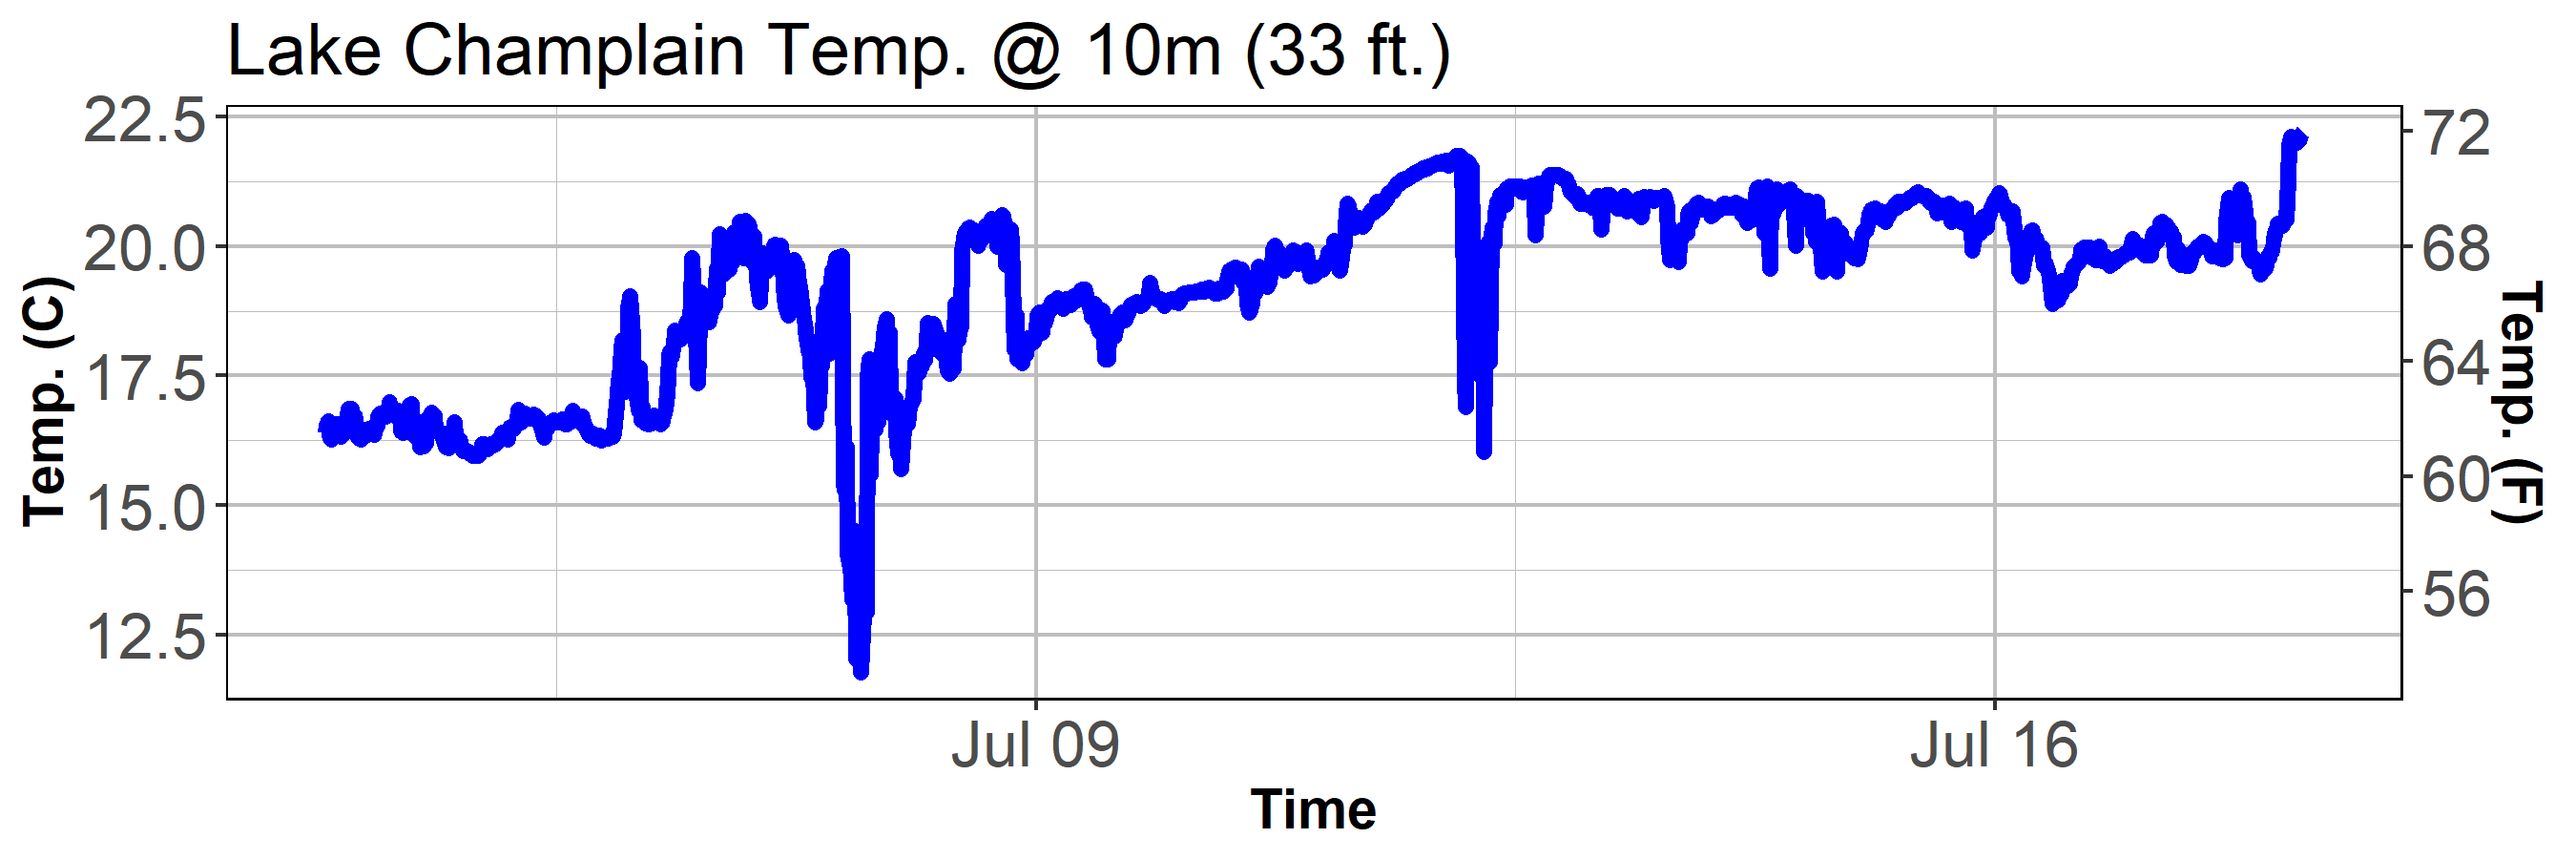 Lake Champlain Temp. @ 10m (33 ft.)
22.5
20.0
17.5
15.0
12.5
Temp. (C)
72
68
64
60
56
Temp. (F)
Jul 09
Jul 16
Time